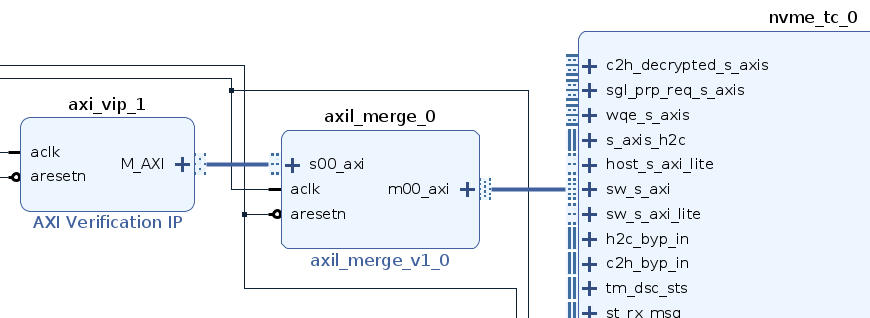 nvme_tc_0
c2h_decrypted_s_axis
sgl_prp_req_s_axis
wqe_s_axis
s_axis_h2c
host_s_axi_lite
sw_s_axi
sw_s_axi_lite
h2c_byp_in
c2h_byp_in
tm_dsc_sts
st_rx_msg
axi_vip_1
aclk
aresetn
M_AXI
AXI Verification IP
axil_merge_0
s00_axi
aclk
aresetn
m00_axi
axil_merge_v1_0